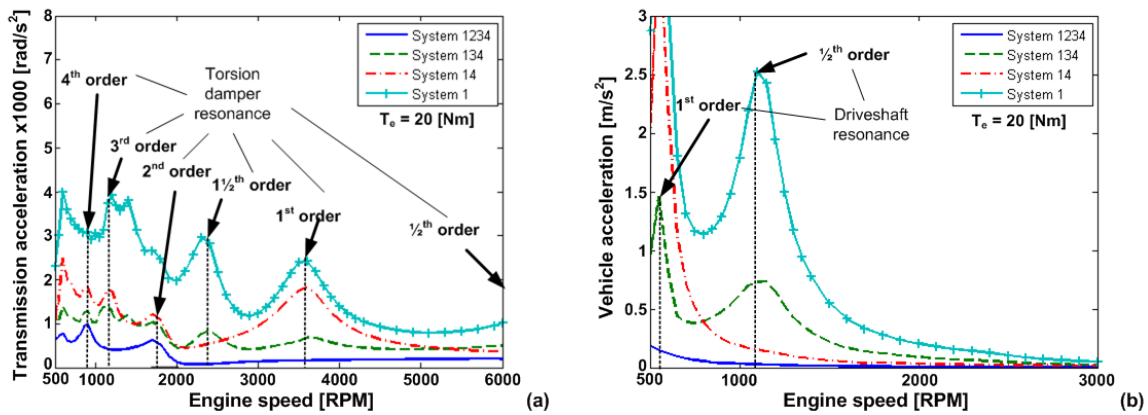 Transmission acceleration x1000 [rad/s²]
8
7
6
5
4
3
2
1
0
500 1000 2000 3000 4000 5000 6000
Engine speed [RPM]
(a)
System 1234
System 134
System 14
System 1
Tₑ = 20 [Nm]
4ᵗʰ order
Torsion
damper
resonance
3ʳᵈ order
2ⁿᵈ order
1½ᵗʰ order
1ˢᵗ order
½ᵗʰ order
Vehicle acceleration [m/s²]
3
2.5
2
1.5
1
0.5
0
500 1000 2000 3000
Engine speed [RPM]
(b)
System 1234
System 134
System 14
System 1
½ᵗʰ order
1ˢᵗ order
Driveshaft
resonance
Tₑ = 20 [Nm]